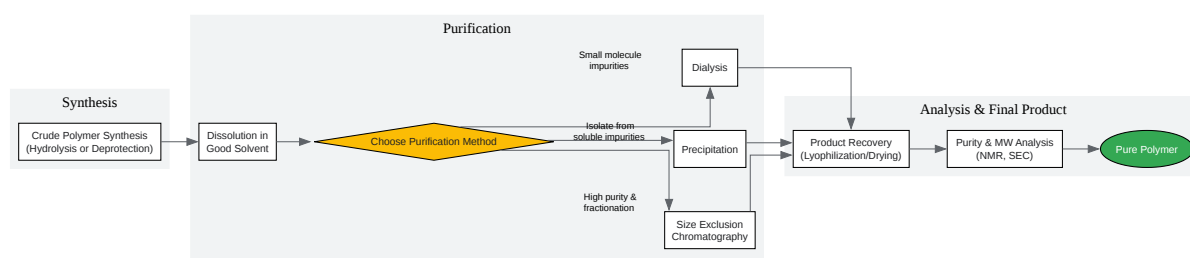 Synthesis
Crude Polymer Synthesis
(Hydrolysis or Deprotection)
Purification
Dissolution in
Good Solvent
Choose Purification Method
Small molecule
impurities
Dialysis
Isolate from
soluble impurities
Precipitation
High purity &
fractionation
Size Exclusion
Chromatography
Analysis & Final Product
Product Recovery
(Lyophilization/Drying)
Purity & MW Analysis
(NMR, SEC)
Pure Polymer